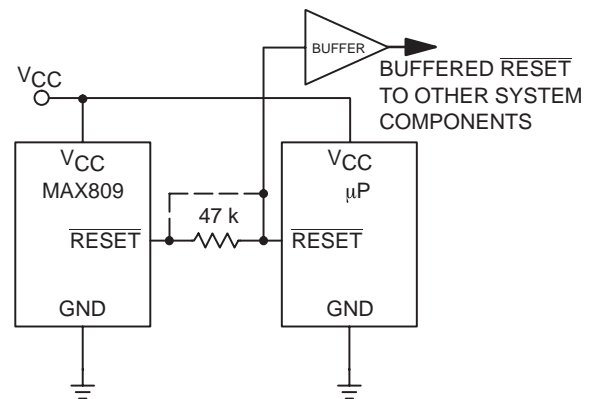 BUFFER
BUFFERED RESET
TO OTHER SYSTEM
COMPONENTS
VCC
VCC
MAX809
RESET
GND
47 k
VCC
μP
RESET
GND